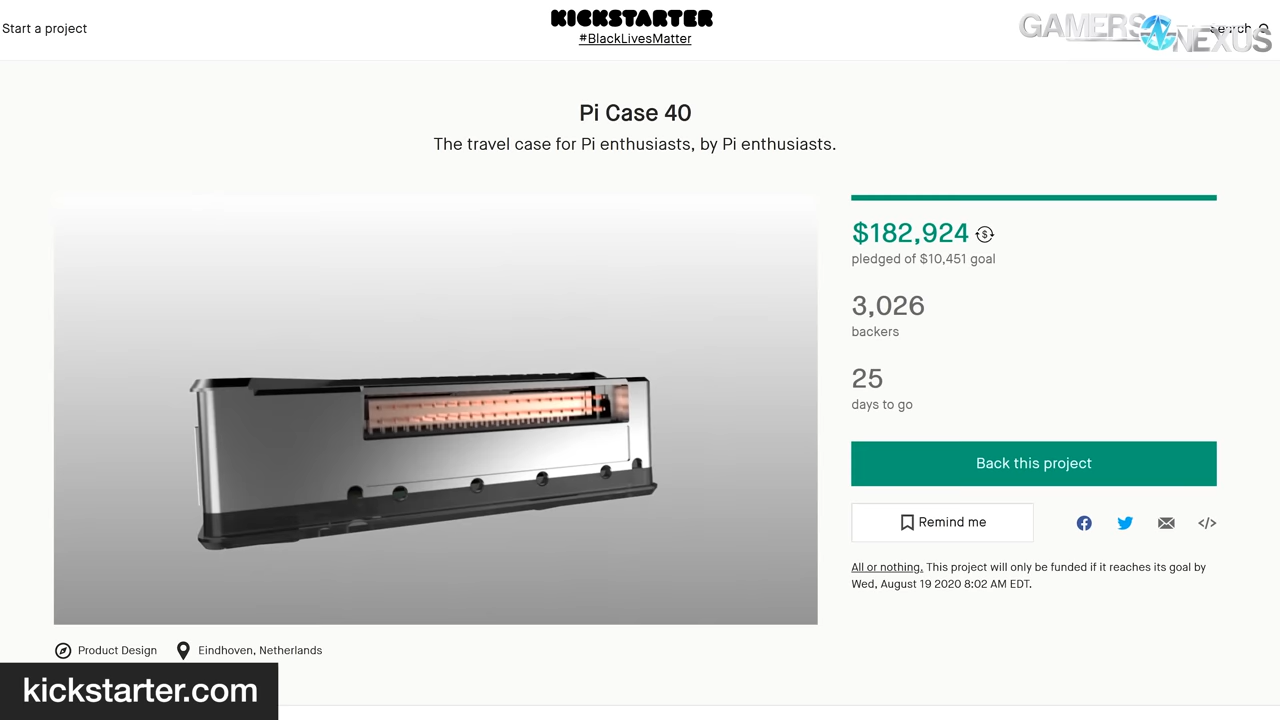 Start a project
KICKSTARTER
#BlackLivesMatter
GAMERS NEXUS
Search
Pi Case 40
The travel case for Pi enthusiasts, by Pi enthusiasts.
$182,924
pledged of $10,451 goal
3,026
backers
25
days to go
Back this project
Remind me
All or nothing. This project will only be funded if it reaches its goal by
Wed, August 19 2020 8:02 AM EDT.
Product Design
Eindhoven, Netherlands
kickstarter.com